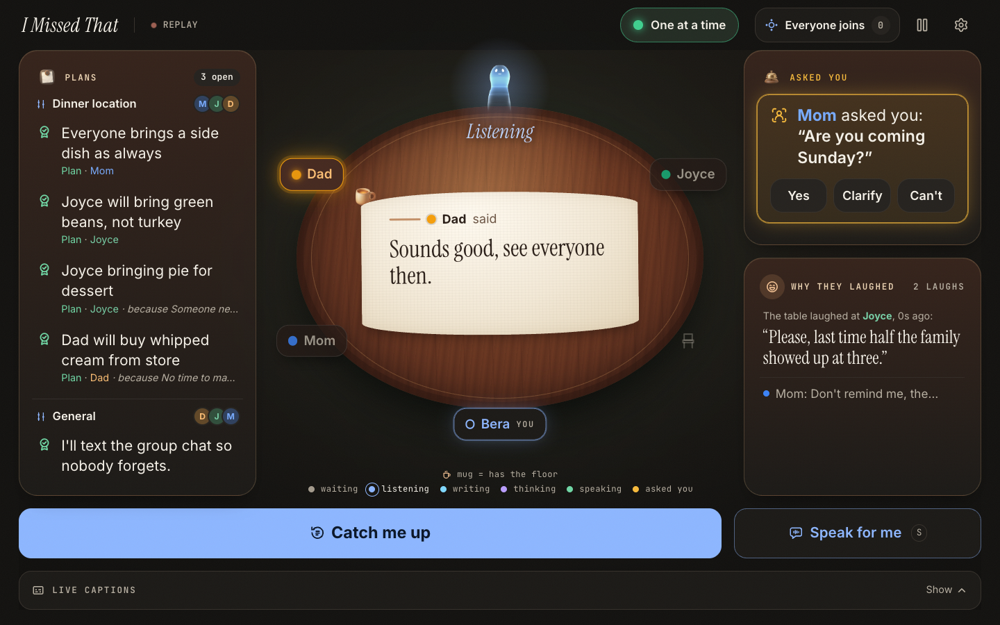 I Missed That
REPLAY
One at a time
Everyone joins 0
PLANS
3 open
Dinner location
M J D
Everyone brings a side
dish as always
Plan · Mom
Joyce will bring green
beans, not turkey
Plan · Joyce
Joyce bringing pie for
dessert
Plan · Joyce · because Someone ne...
Dad will buy whipped
cream from store
Plan · Dad · because No time to ma...
General
D J M
I'll text the group chat so
nobody forgets.
Listening
Dad
Joyce
Dad said
Sounds good, see everyone
then.
Mom
Bera YOU
mug = has the floor
waiting listening writing thinking speaking asked you
ASKED YOU
Mom asked you:
“Are you coming
Sunday?”
Yes
Clarify
Can't
WHY THEY LAUGHED
2 LAUGHS
The table laughed at Joyce, 0s ago:
“Please, last time half the family
showed up at three.”
Mom: Don't remind me, the...
Catch me up
Speak for me S
LIVE CAPTIONS
Show